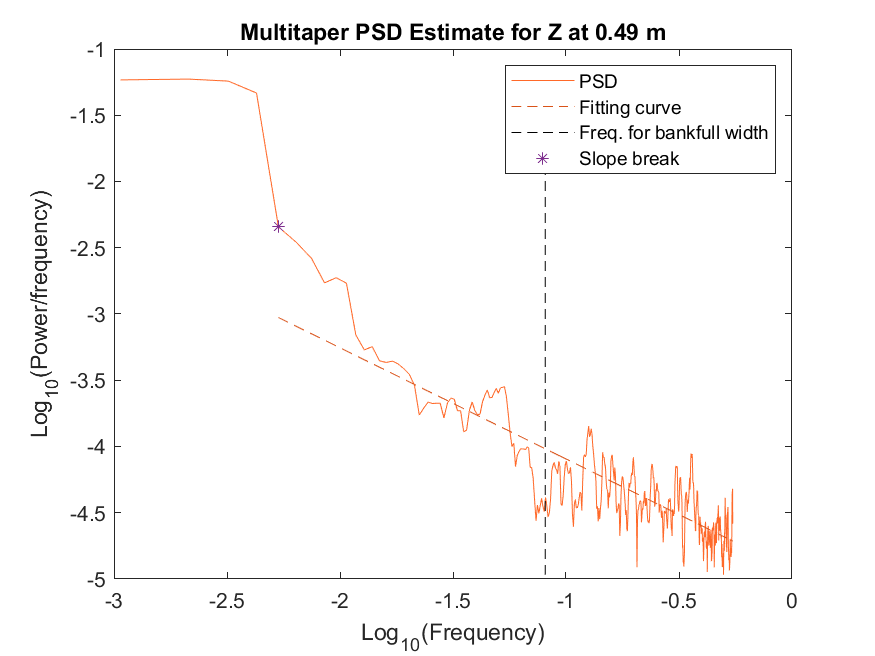 Multitaper PSD Estimate for Z at 0.49 m
-1
-1.5
-2
-2.5
-3
-3.5
-4
-4.5
-5
Log10(Power/frequency)
PSD
Fitting curve
Freq. for bankfull width
Slope break
-3
-2.5
-2
-1.5
-1
-0.5
0
Log10(Frequency)